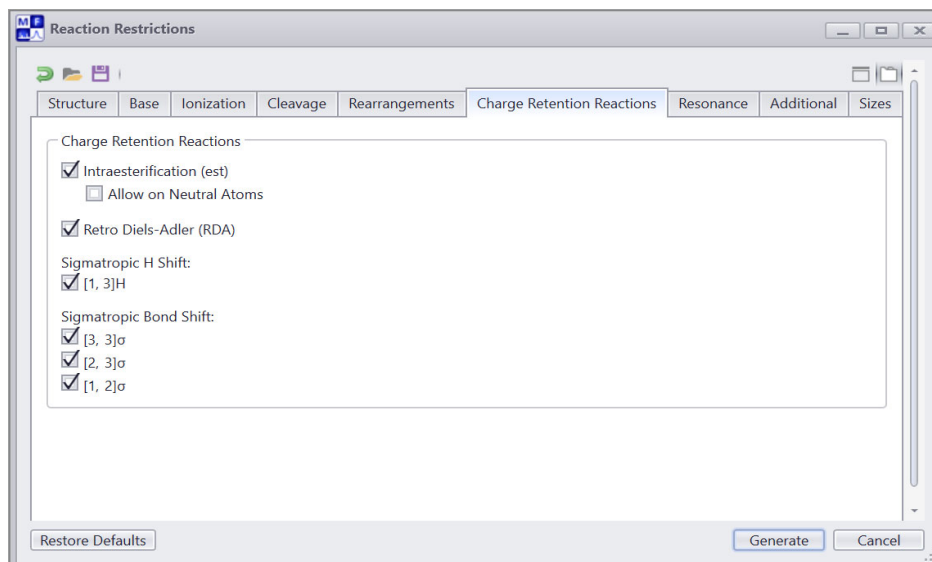 MF
Reaction Restrictions
Structure Base Ionization Cleavage Rearrangements Charge Retention Reactions Resonance Additional Sizes
Charge Retention Reactions
Intraesterification (est)
Allow on Neutral Atoms
Retro Diels-Adler (RDA)
Sigmatropic H Shift:
[1, 3]H
Sigmatropic Bond Shift:
[3, 3]σ
[2, 3]σ
[1, 2]σ
Restore Defaults Generate Cancel